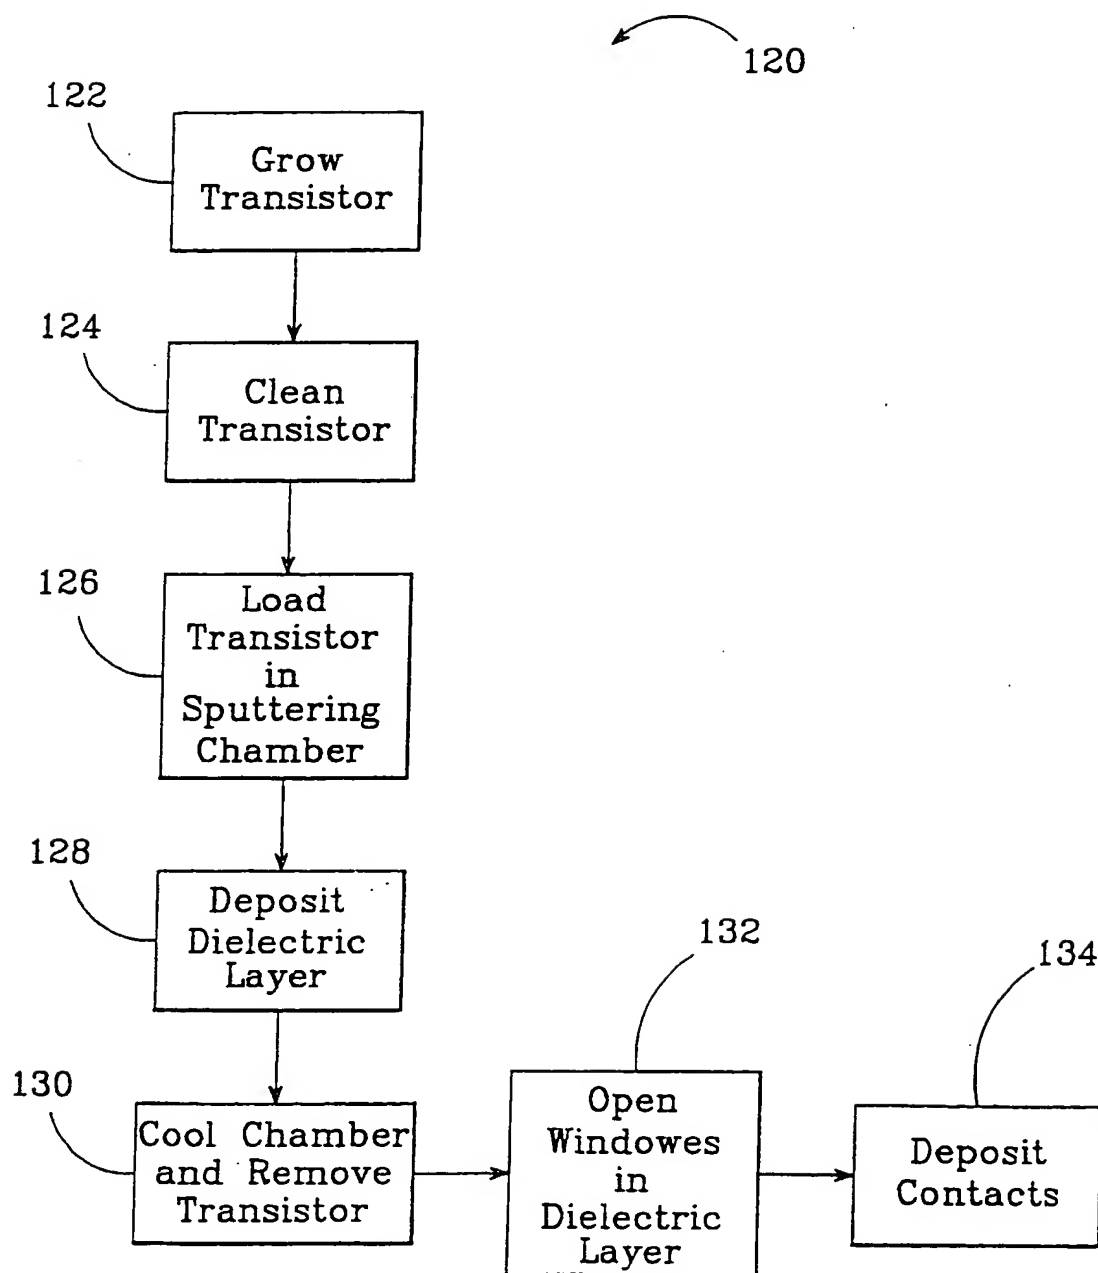 120
122
Grow
Transistor
124
Clean
Transistor
126
Load
Transistor
in
Sputtering
Chamber
128
Deposit
Dielectric
Layer
130
Cool Chamber
and Remove
Transistor
132
Open
Windowes
in
Dielectric
Layer
134
Deposit
Contacts